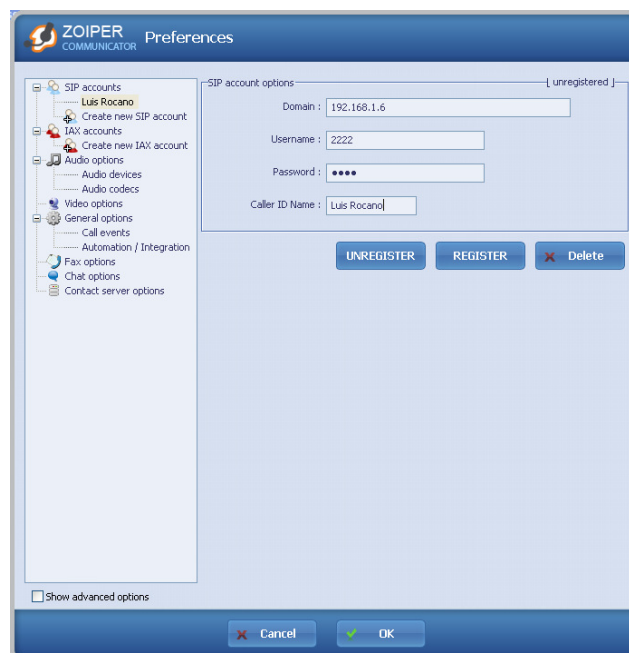 ZOIPER
COMMUNICATOR
Preferences
SIP accounts
Luis Rocano
Create new SIP account
IAX accounts
Create new IAX account
Audio options
Audio devices
Audio codecs
Video options
General options
Call events
Automation / Integration
Fax options
Chat options
Contact server options
Show advanced options
SIP account options
[ unregistered ]
Domain : 192.168.1.6
Username : 2222
Password : ●●●●
Caller ID Name : Luis Rocano
UNREGISTER REGISTER Delete
Cancel OK